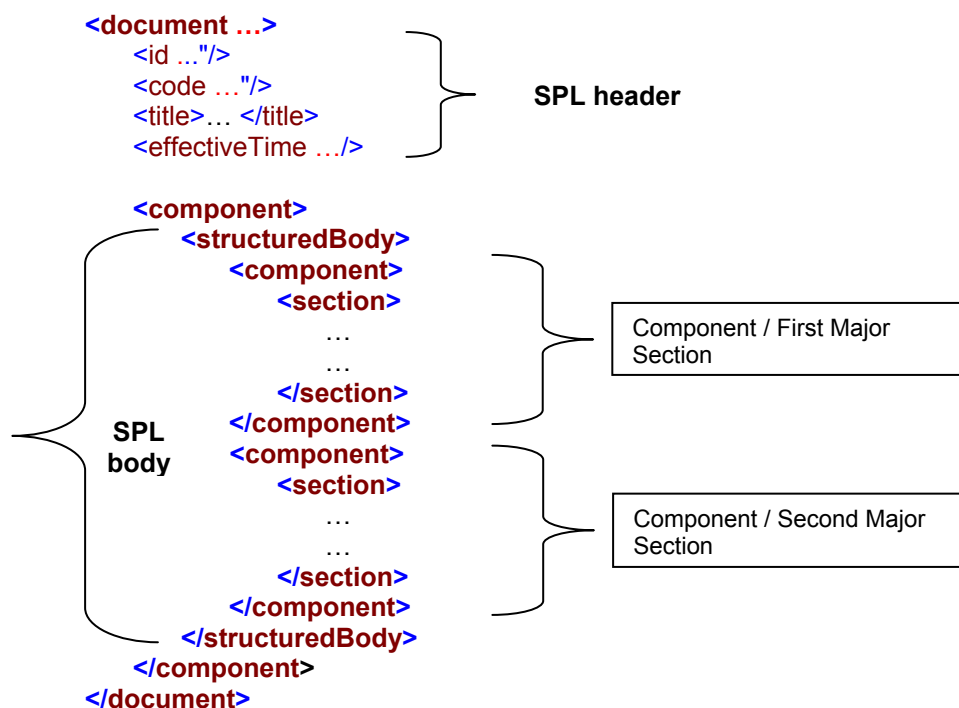 <document …>
<id ..."/>
<code …"/>
<title>… </title>
<effectiveTime …/>
SPL header
<component>
<structuredBody>
<component>
<section>
…
…
</section>
</component>
Component / First Major
Section
SPL
body
<component>
<section>
…
…
</section>
</component>
Component / Second Major
Section
</structuredBody>
</component>
</document>